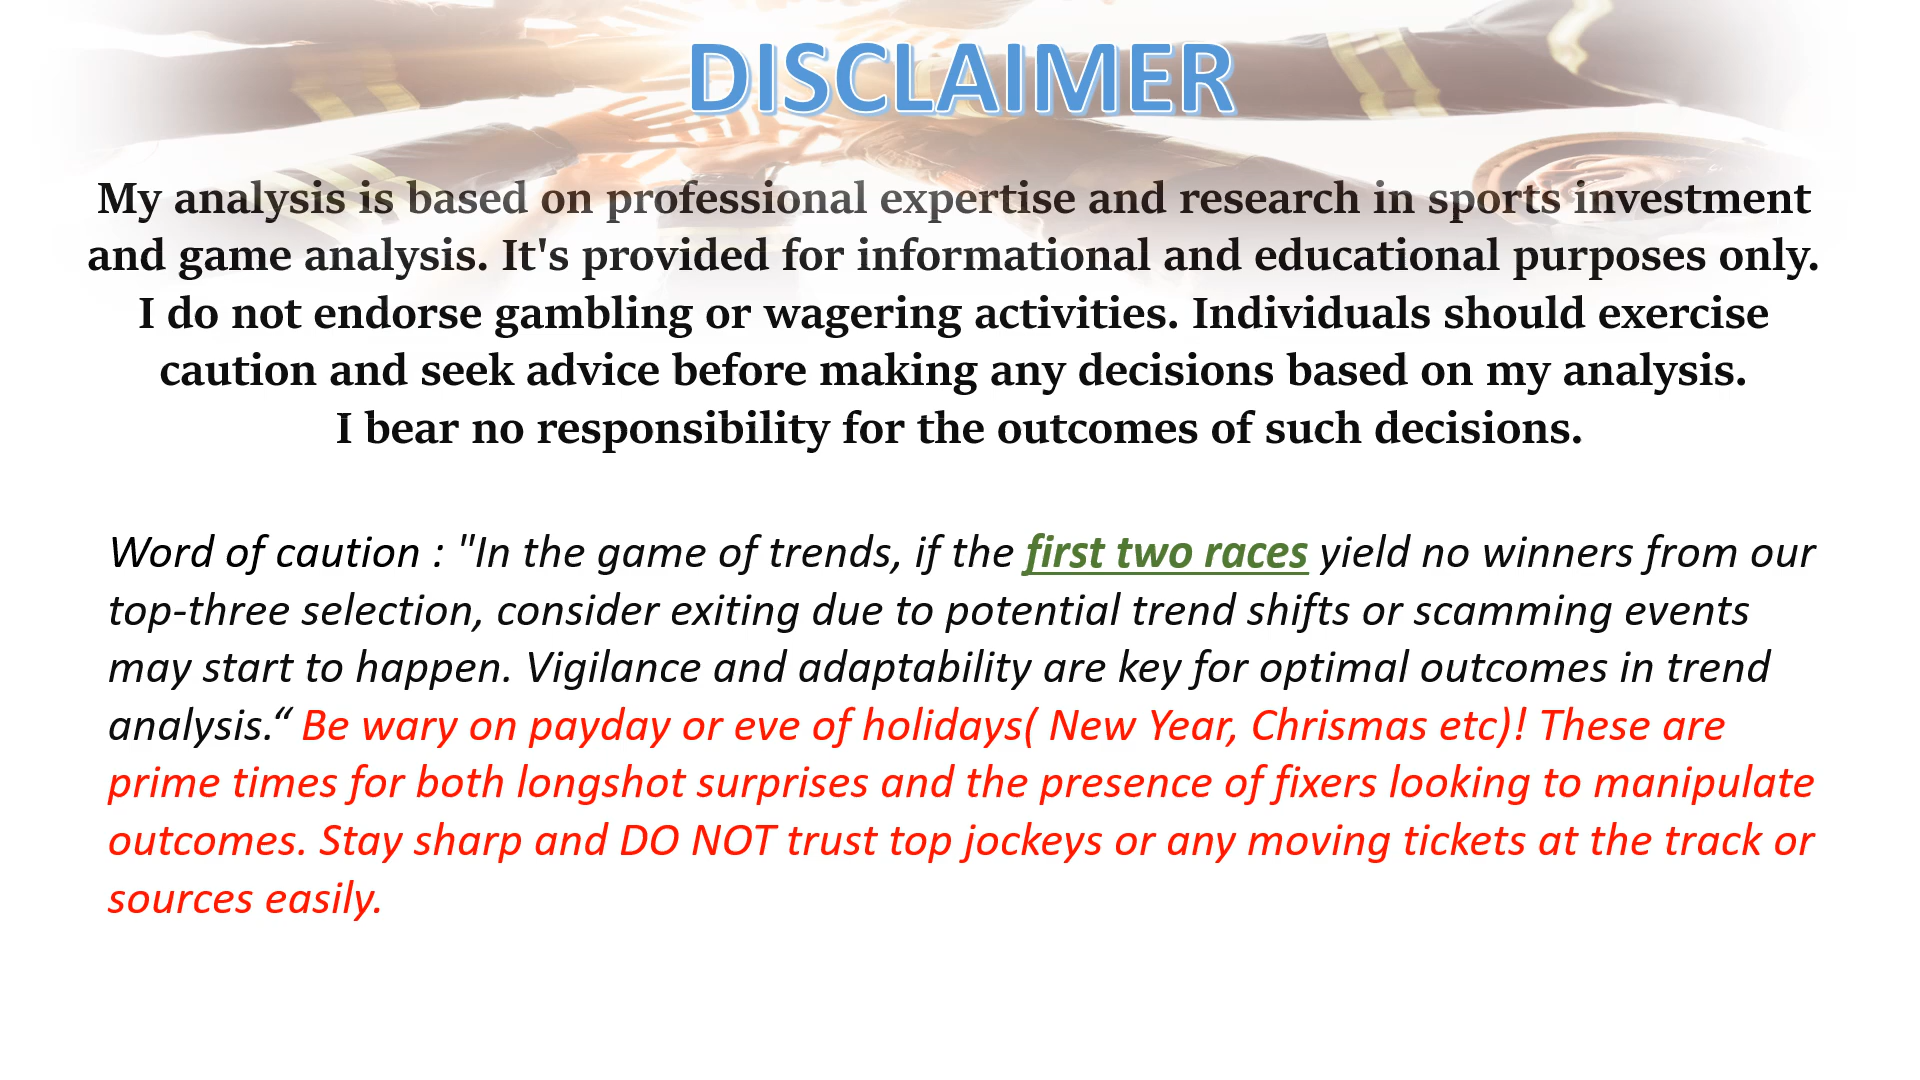 DISCLAIMER
My analysis is based on professional expertise and research in sports investment
and game analysis. It's provided for informational and educational purposes only.
I do not endorse gambling or wagering activities. Individuals should exercise
caution and seek advice before making any decisions based on my analysis.
I bear no responsibility for the outcomes of such decisions.
Word of caution : "In the game of trends, if the first two races yield no winners from our
top-three selection, consider exiting due to potential trend shifts or scamming events
may start to happen. Vigilance and adaptability are key for optimal outcomes in trend
analysis.“ Be wary on payday or eve of holidays( New Year, Chrismas etc)! These are
prime times for both longshot surprises and the presence of fixers looking to manipulate
outcomes. Stay sharp and DO NOT trust top jockeys or any moving tickets at the track or
sources easily.